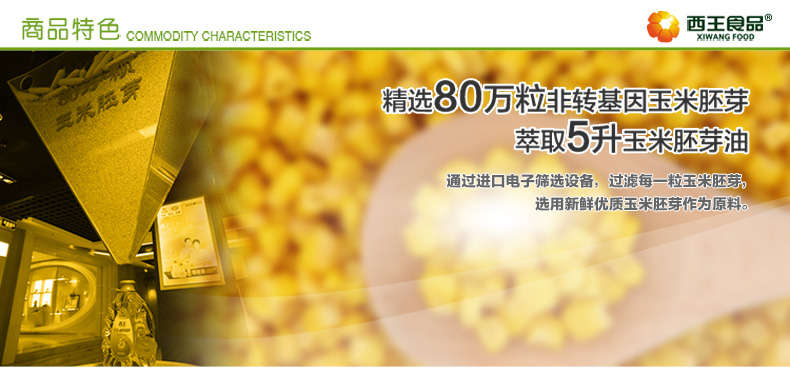 商品特色 COMMODITY CHARACTERISTICS
西王食品®
XIWANG FOOD
玉米胚芽
精选80万粒非转基因玉米胚芽
萃取5升玉米胚芽油
通过进口电子筛选设备，过滤每一粒玉米胚芽，
选用新鲜优质玉米胚芽作为原料。